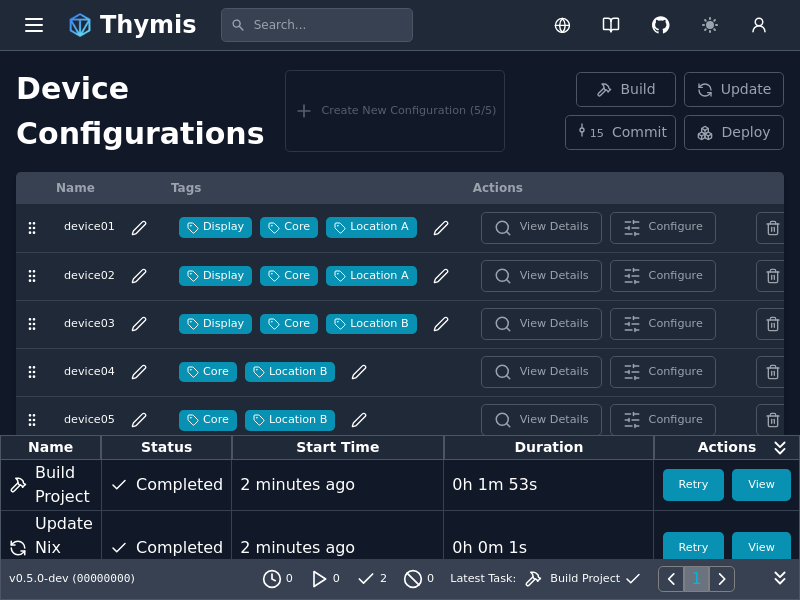 Thymis
Search...
Device
Configurations
Create New Configuration (5/5)
Build
Update
15 Commit
Deploy
Name Tags Actions
device01 Display Core Location A View Details Configure
device02 Display Core Location A View Details Configure
device03 Display Core Location B View Details Configure
device04 Core Location B View Details Configure
device05 Core Location B View Details Configure
Name Status Start Time Duration Actions
Build
Project Completed 2 minutes ago 0h 1m 53s Retry View
Update
Nix Completed 2 minutes ago 0h 0m 1s Retry View
v0.5.0-dev (00000000) 0 0 2 0 Latest Task: Build Project 1